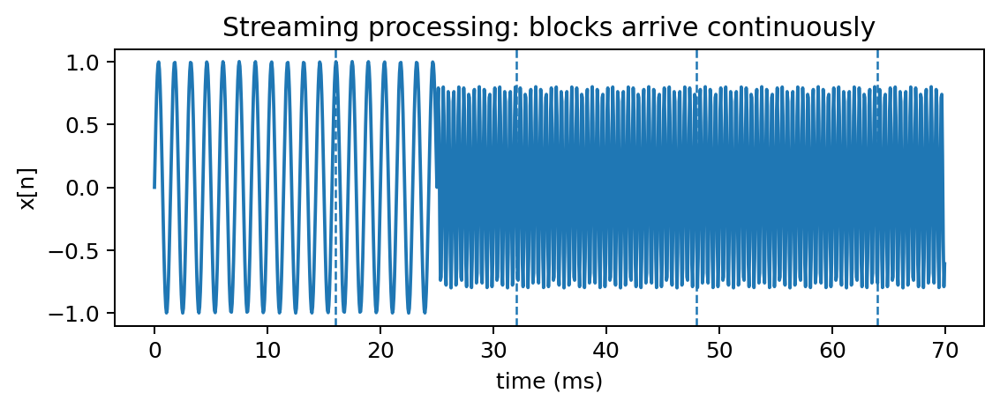 Streaming processing: blocks arrive continuously
1.0
0.5
0.0
−0.5
−1.0
x[n]
0 10 20 30 40 50 60 70
time (ms)